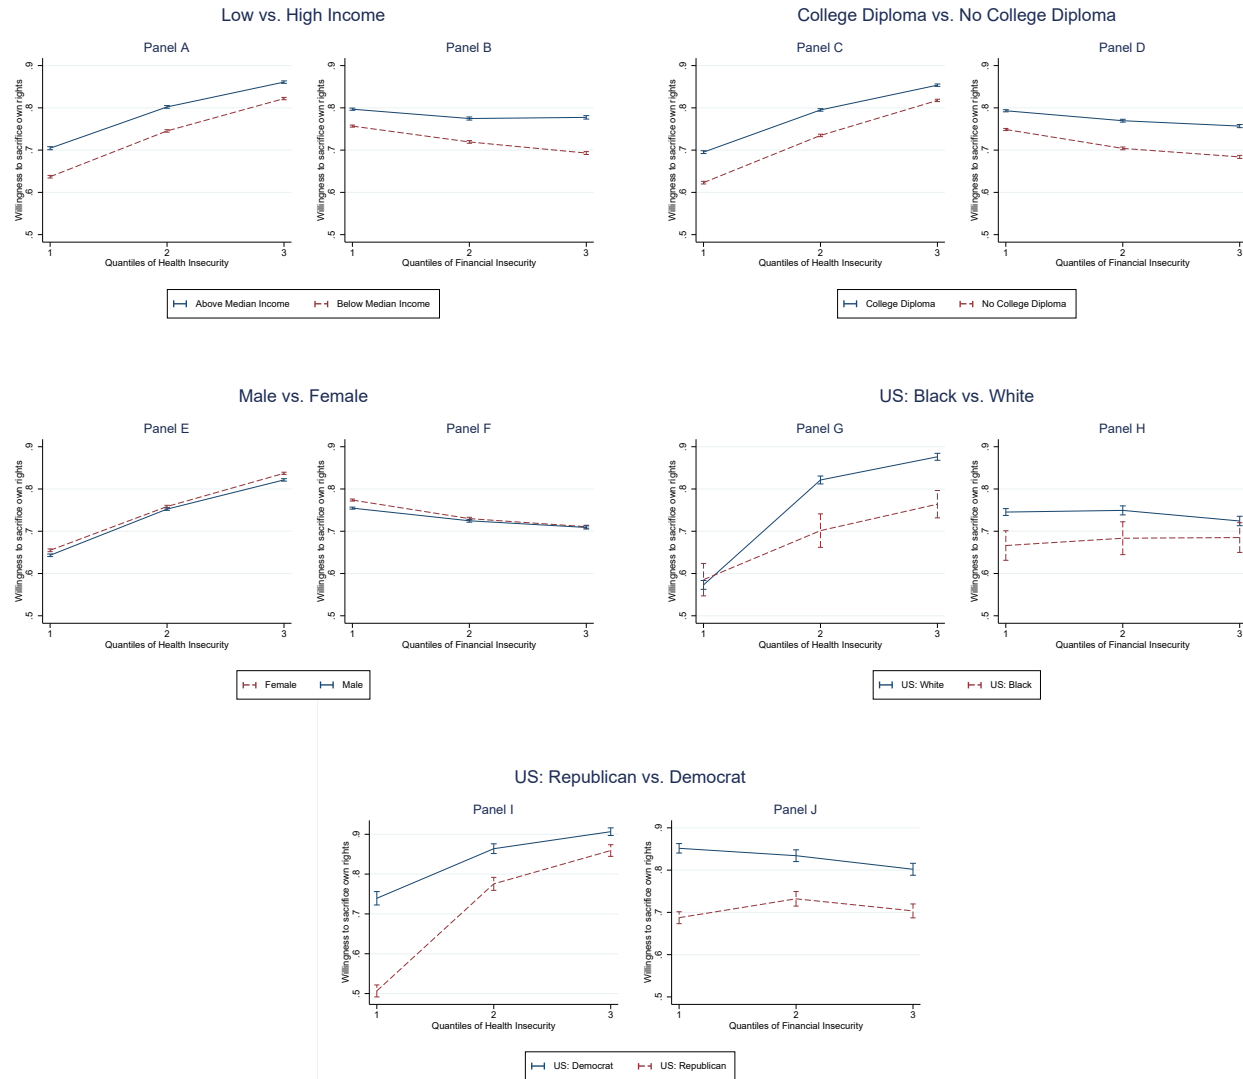 Low vs. High Income
Panel A
Willingness to sacrifice own rights
.9
.8
.7
.6
.5
1
2
3
Quantiles of Health Insecurity
Panel B
Willingness to sacrifice own rights
.9
.8
.7
.6
.5
1
2
3
Quantiles of Financial Insecurity
Above Median Income
Below Median Income
College Diploma vs. No College Diploma
Panel C
Willingness to sacrifice own rights
.9
.8
.7
.6
.5
1
2
3
Quantiles of Health Insecurity
Panel D
Willingness to sacrifice own rights
.9
.8
.7
.6
.5
1
2
3
Quantiles of Financial Insecurity
College Diploma
No College Diploma
Male vs. Female
Panel E
Willingness to sacrifice own rights
.9
.8
.7
.6
.5
1
2
3
Quantiles of Health Insecurity
Panel F
Willingness to sacrifice own rights
.9
.8
.7
.6
.5
1
2
3
Quantiles of Financial Insecurity
Female
Male
US: Black vs. White
Panel G
Willingness to sacrifice own rights
.9
.8
.7
.6
.5
1
2
3
Quantiles of Health Insecurity
Panel H
Willingness to sacrifice own rights
.9
.8
.7
.6
.5
1
2
3
Quantiles of Financial Insecurity
US: White
US: Black
US: Republican vs. Democrat
Panel I
Willingness to sacrifice own rights
.9
.8
.7
.6
.5
1
2
3
Quantiles of Health Insecurity
Panel J
Willingness to sacrifice own rights
.9
.8
.7
.6
.5
1
2
3
Quantiles of Financial Insecurity
US: Democrat
US: Republican